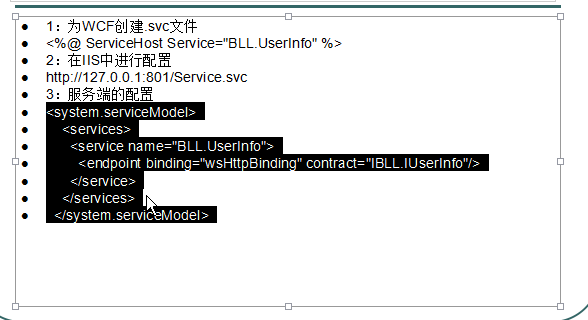 1：为WCF创建.svc文件
<%@ ServiceHost Service="BLL.UserInfo" %>
2：在IIS中进行配置
http://127.0.0.1:801/Service.svc
3：服务端的配置
<system.serviceModel>
<services>
<service name="BLL.UserInfo">
<endpoint binding="wsHttpBinding" contract="IBLL.IUserInfo"/>
</service>
</services>
</system.serviceModel>